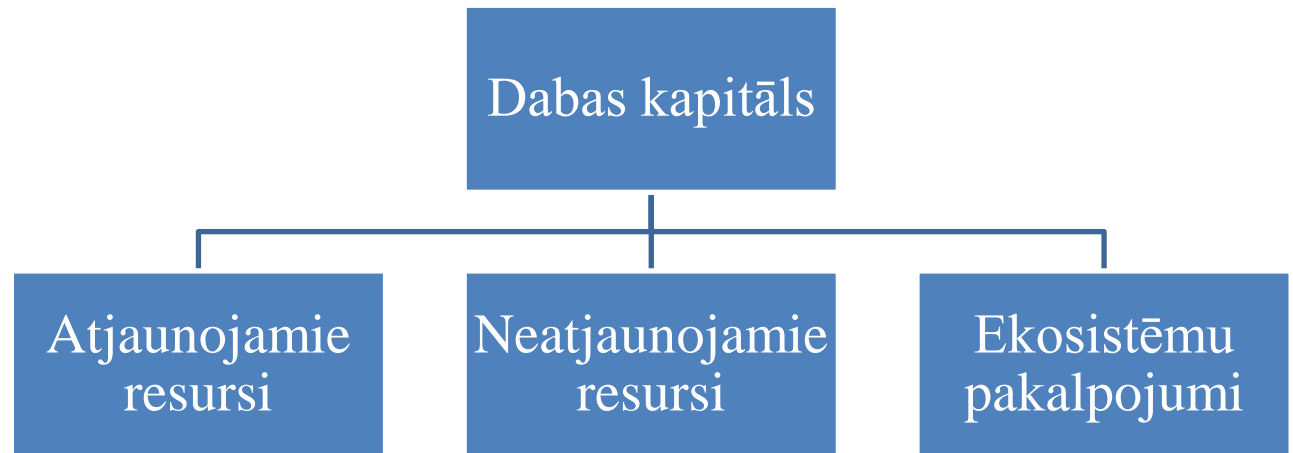 Dabas kapitāls
Atjaunojamie
resursi
Neatjaunojamie
resursi
Ekosistēmu
pakalpojumi